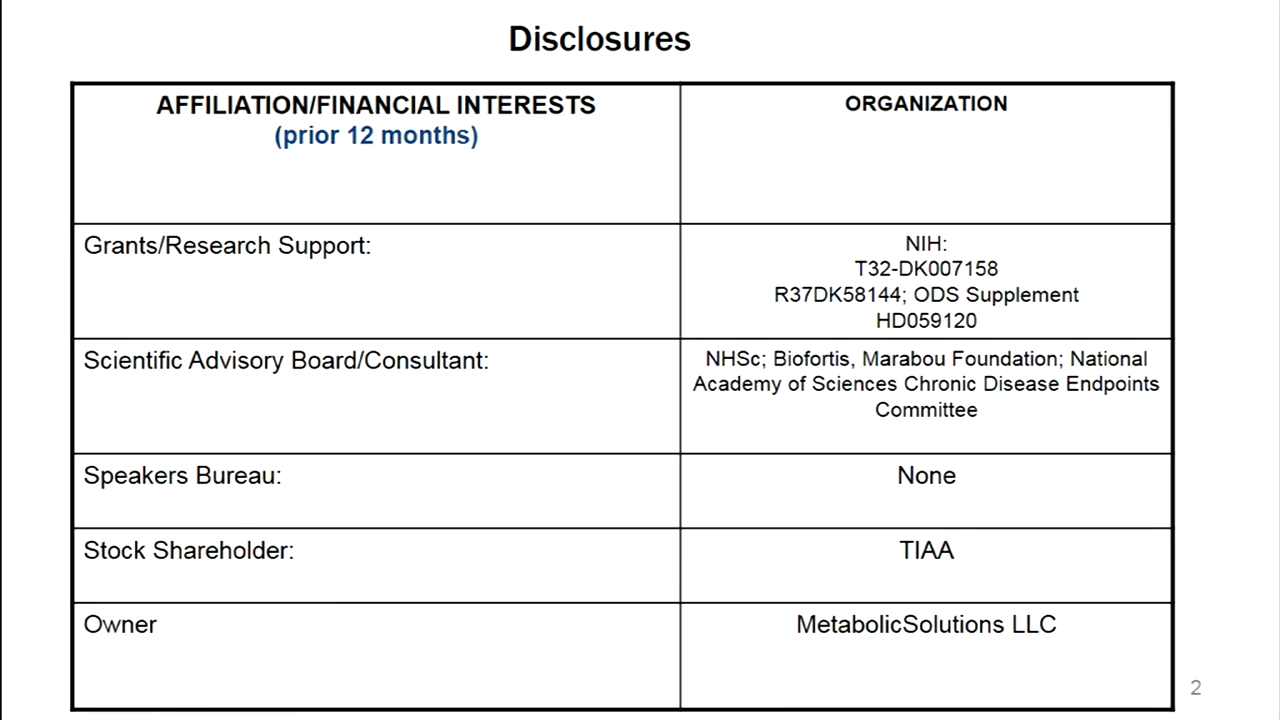 Disclosures
AFFILIATION/FINANCIAL INTERESTS
(prior 12 months)
ORGANIZATION
Grants/Research Support:
NIH:
T32-DK007158
R37DK58144; ODS Supplement
HD059120
Scientific Advisory Board/Consultant:
NHSc; Biofortis, Marabou Foundation; National
Academy of Sciences Chronic Disease Endpoints
Committee
Speakers Bureau:
None
Stock Shareholder:
TIAA
Owner
MetabolicSolutions LLC
2